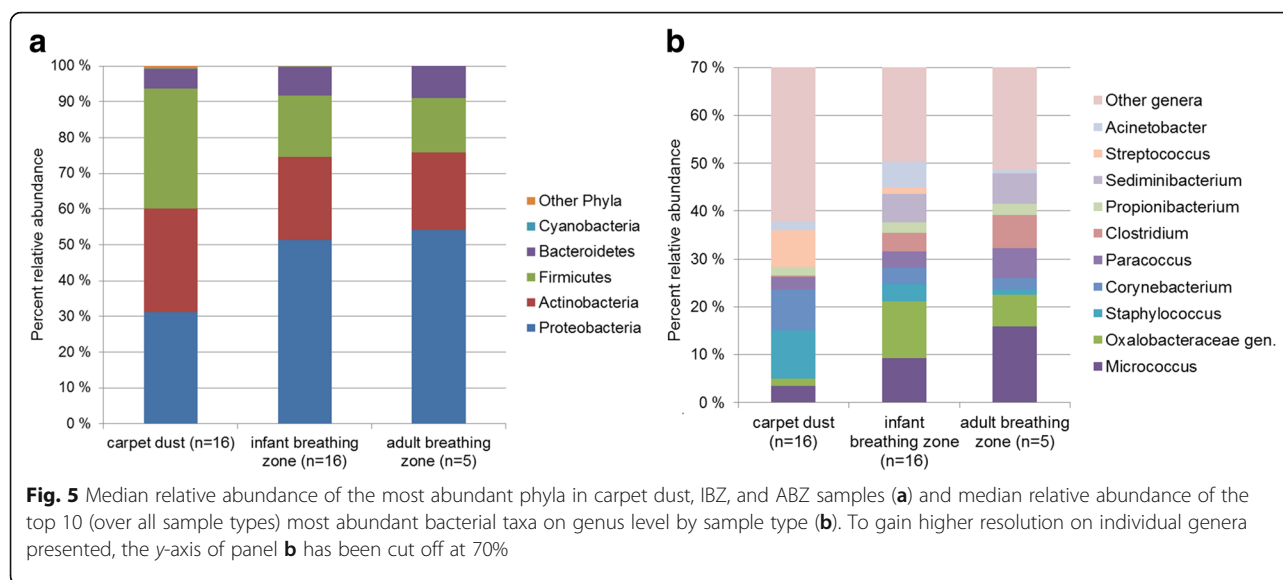 a
100 %
90 %
80 %
70 %
60 %
50 %
40 %
30 %
20 %
10 %
0 %
Percent relative abundance
carpet dust (n=16)
infant breathing
zone (n=16)
adult breathing
zone (n=5)
Other Phyla
Cyanobacteria
Bacteroidetes
Firmicutes
Actinobacteria
Proteobacteria
b
70 %
60 %
50 %
40 %
30 %
20 %
10 %
0 %
Percent relative abundance
carpet dust
(n=16)
infant
breathing zone
(n=16)
adult breathing
zone (n=5)
Other genera
Acinetobacter
Streptococcus
Sediminibacterium
Propionibacterium
Clostridium
Paracoccus
Corynebacterium
Staphylococcus
Oxalobacteraceae gen.
Micrococcus
Fig. 5 Median relative abundance of the most abundant phyla in carpet dust, IBZ, and ABZ samples (a) and median relative abundance of the
top 10 (over all sample types) most abundant bacterial taxa on genus level by sample type (b). To gain higher resolution on individual genera
presented, the y-axis of panel b has been cut off at 70%